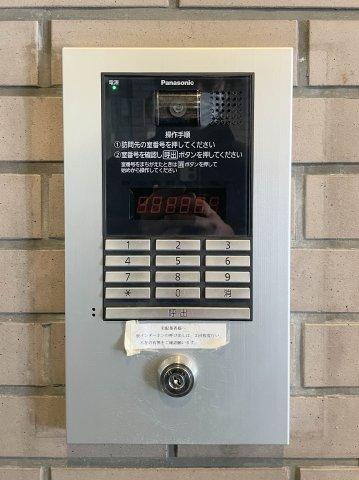 電源
Panasonic
操作手順
①訪問先の室番号を押してください
②室番号を確認し呼出ボタンを押してください
室番号をまちがえたときは消ボタンを押して
始めから操作してください
1 2 3
4 5 6
7 8 9
* 0 消
呼出